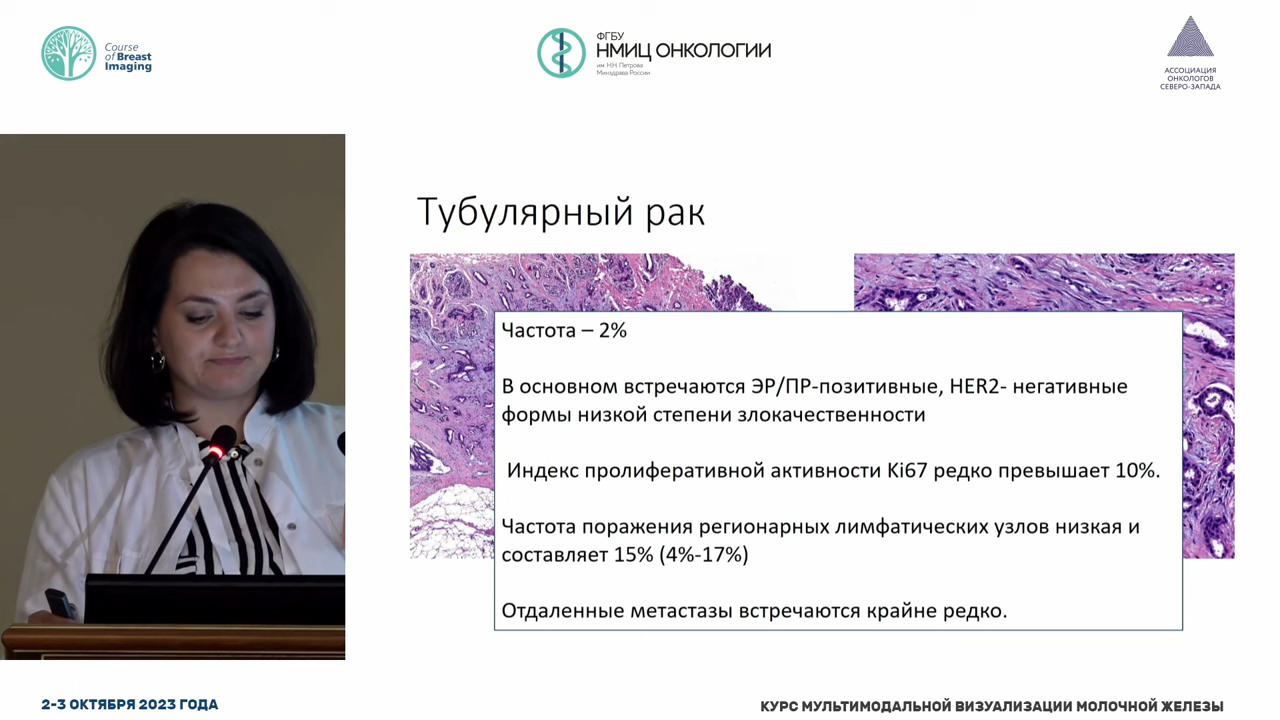 Course
of Breast
Imaging
ФГБУ
НМИЦ ОНКОЛОГИИ
им. Н.Н. Петрова
Минздрава России
АССОЦИАЦИЯ
ОНКОЛОГОВ
СЕВЕРО-ЗАПАДА
Тубулярный рак
Частота – 2%
В основном встречаются ЭР/ПР-позитивные, HER2- негативные
формы низкой степени злокачественности
Индекс пролиферативной активности Ki67 редко превышает 10%.
Частота поражения регионарных лимфатических узлов низкая и
составляет 15% (4%-17%)
Отдаленные метастазы встречаются крайне редко.
2-3 ОКТЯБРЯ 2023 ГОДА
КУРС МУЛЬТИМОДАЛЬНОЙ ВИЗУАЛИЗАЦИИ МОЛОЧНОЙ ЖЕЛЕЗЫ